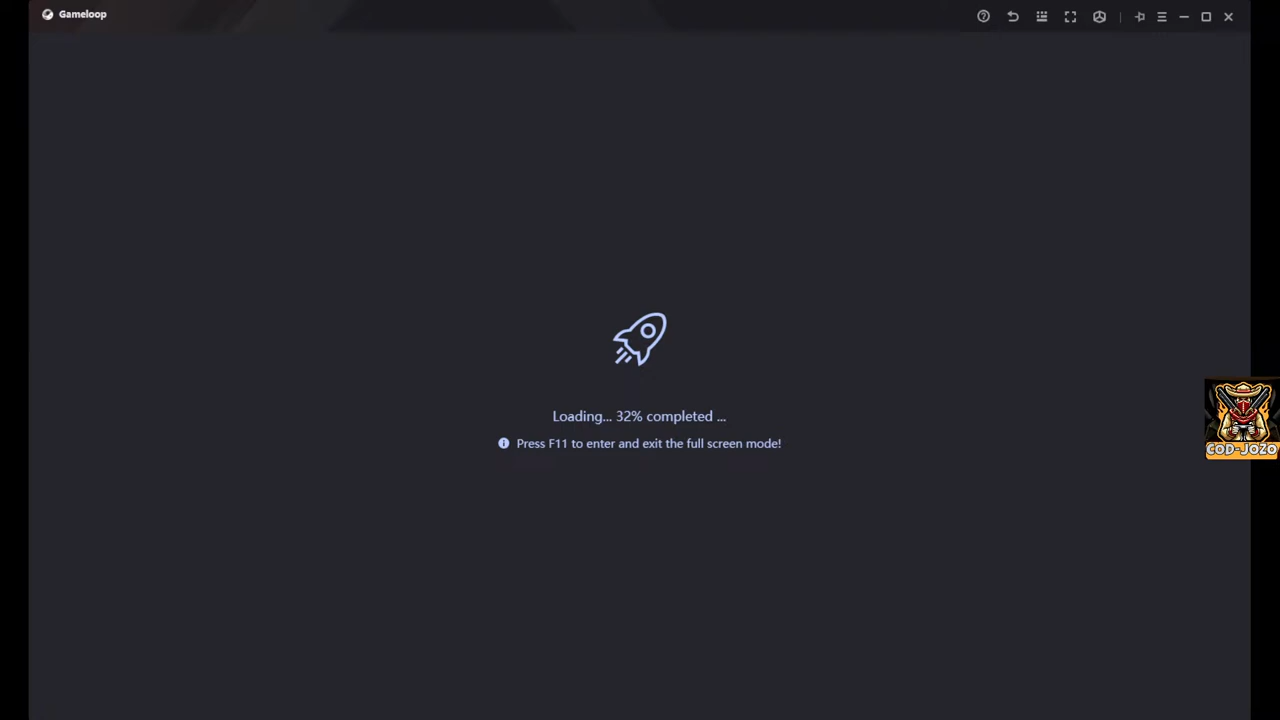 Gameloop
Loading... 32% completed ...
Press F11 to enter and exit the full screen mode!
COD-JOZO